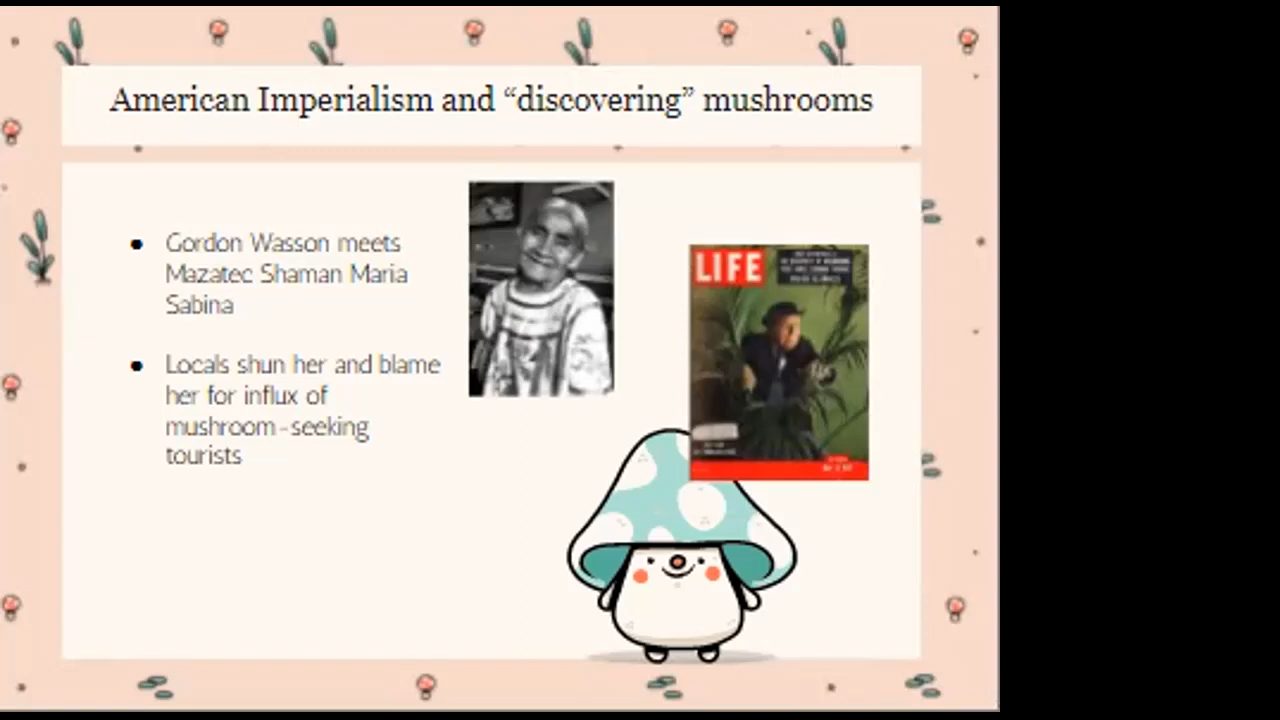 American Imperialism and “discovering” mushrooms
● Gordon Wasson meets
Mazatec Shaman Maria
Sabina
● Locals shun her and blame
her for influx of
mushroom-seeking
tourists
LIFE